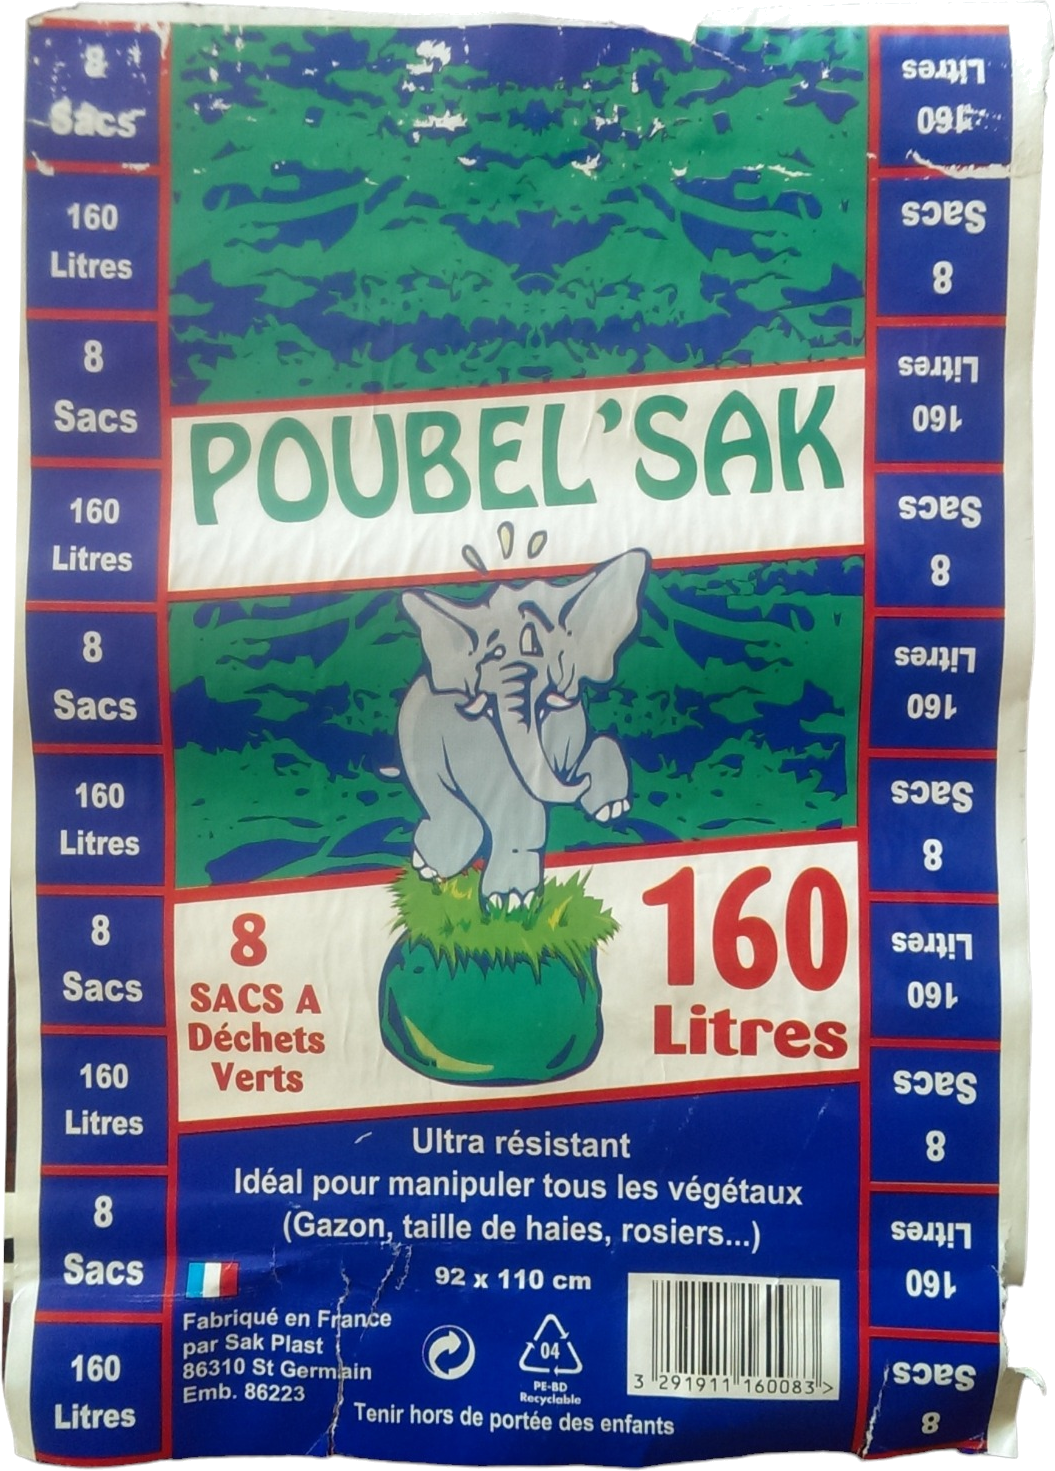 8
Sacs
160
Litres
8
Sacs
160
Litres
8
Sacs
160
Litres
8
Sacs
160
Litres
8
Sacs
160
Litres
POUBEL'SAK
8
SACS A
Déchets
Verts
160
Litres
Ultra résistant
Idéal pour manipuler tous les végétaux
(Gazon, taille de haies, rosiers...)
92 x 110 cm
Fabriqué en France
par Sak Plast
86310 St Germain
Emb. 86223
04
PE-BD
Recyclable
3 291911 160083 >
Tenir hors de portée des enfants
Litres
160
Sacs
8
Litres
160
Sacs
8
Litres
160
Sacs
8
Litres
160
Sacs
8
Litres
160
Sacs
8